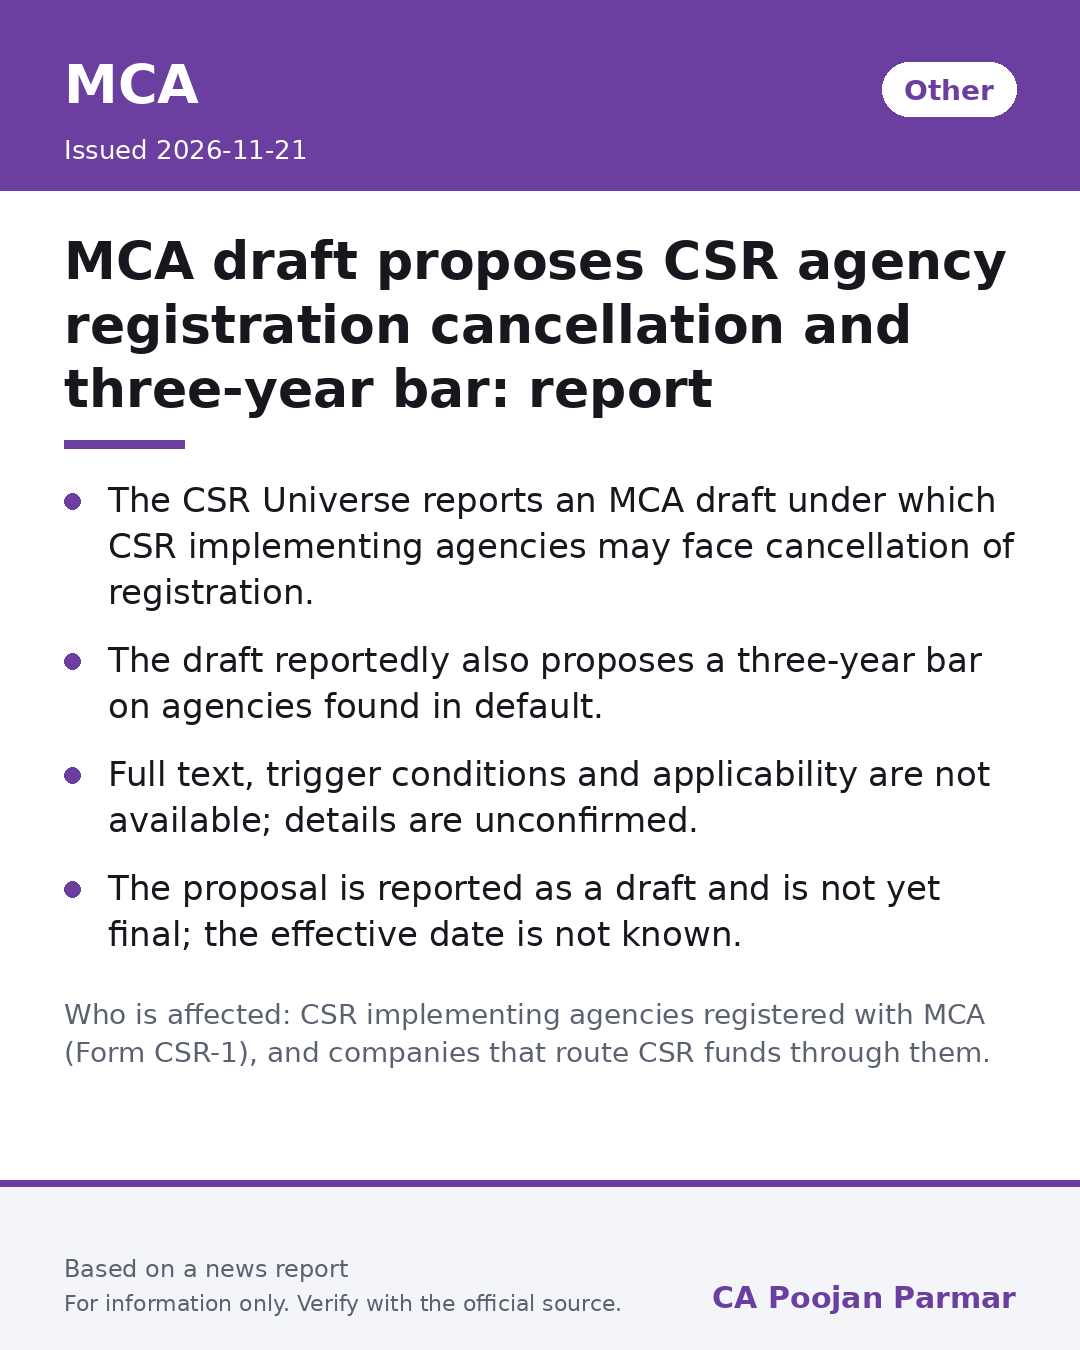 MCA
Other
Issued 2026-11-21
MCA draft proposes CSR agency
registration cancellation and
three-year bar: report
The CSR Universe reports an MCA draft under which
CSR implementing agencies may face cancellation of
registration.
The draft reportedly also proposes a three-year bar
on agencies found in default.
Full text, trigger conditions and applicability are not
available; details are unconfirmed.
The proposal is reported as a draft and is not yet
final; the effective date is not known.
Who is affected: CSR implementing agencies registered with MCA
(Form CSR-1), and companies that route CSR funds through them.
Based on a news report
For information only. Verify with the official source.
CA Poojan Parmar